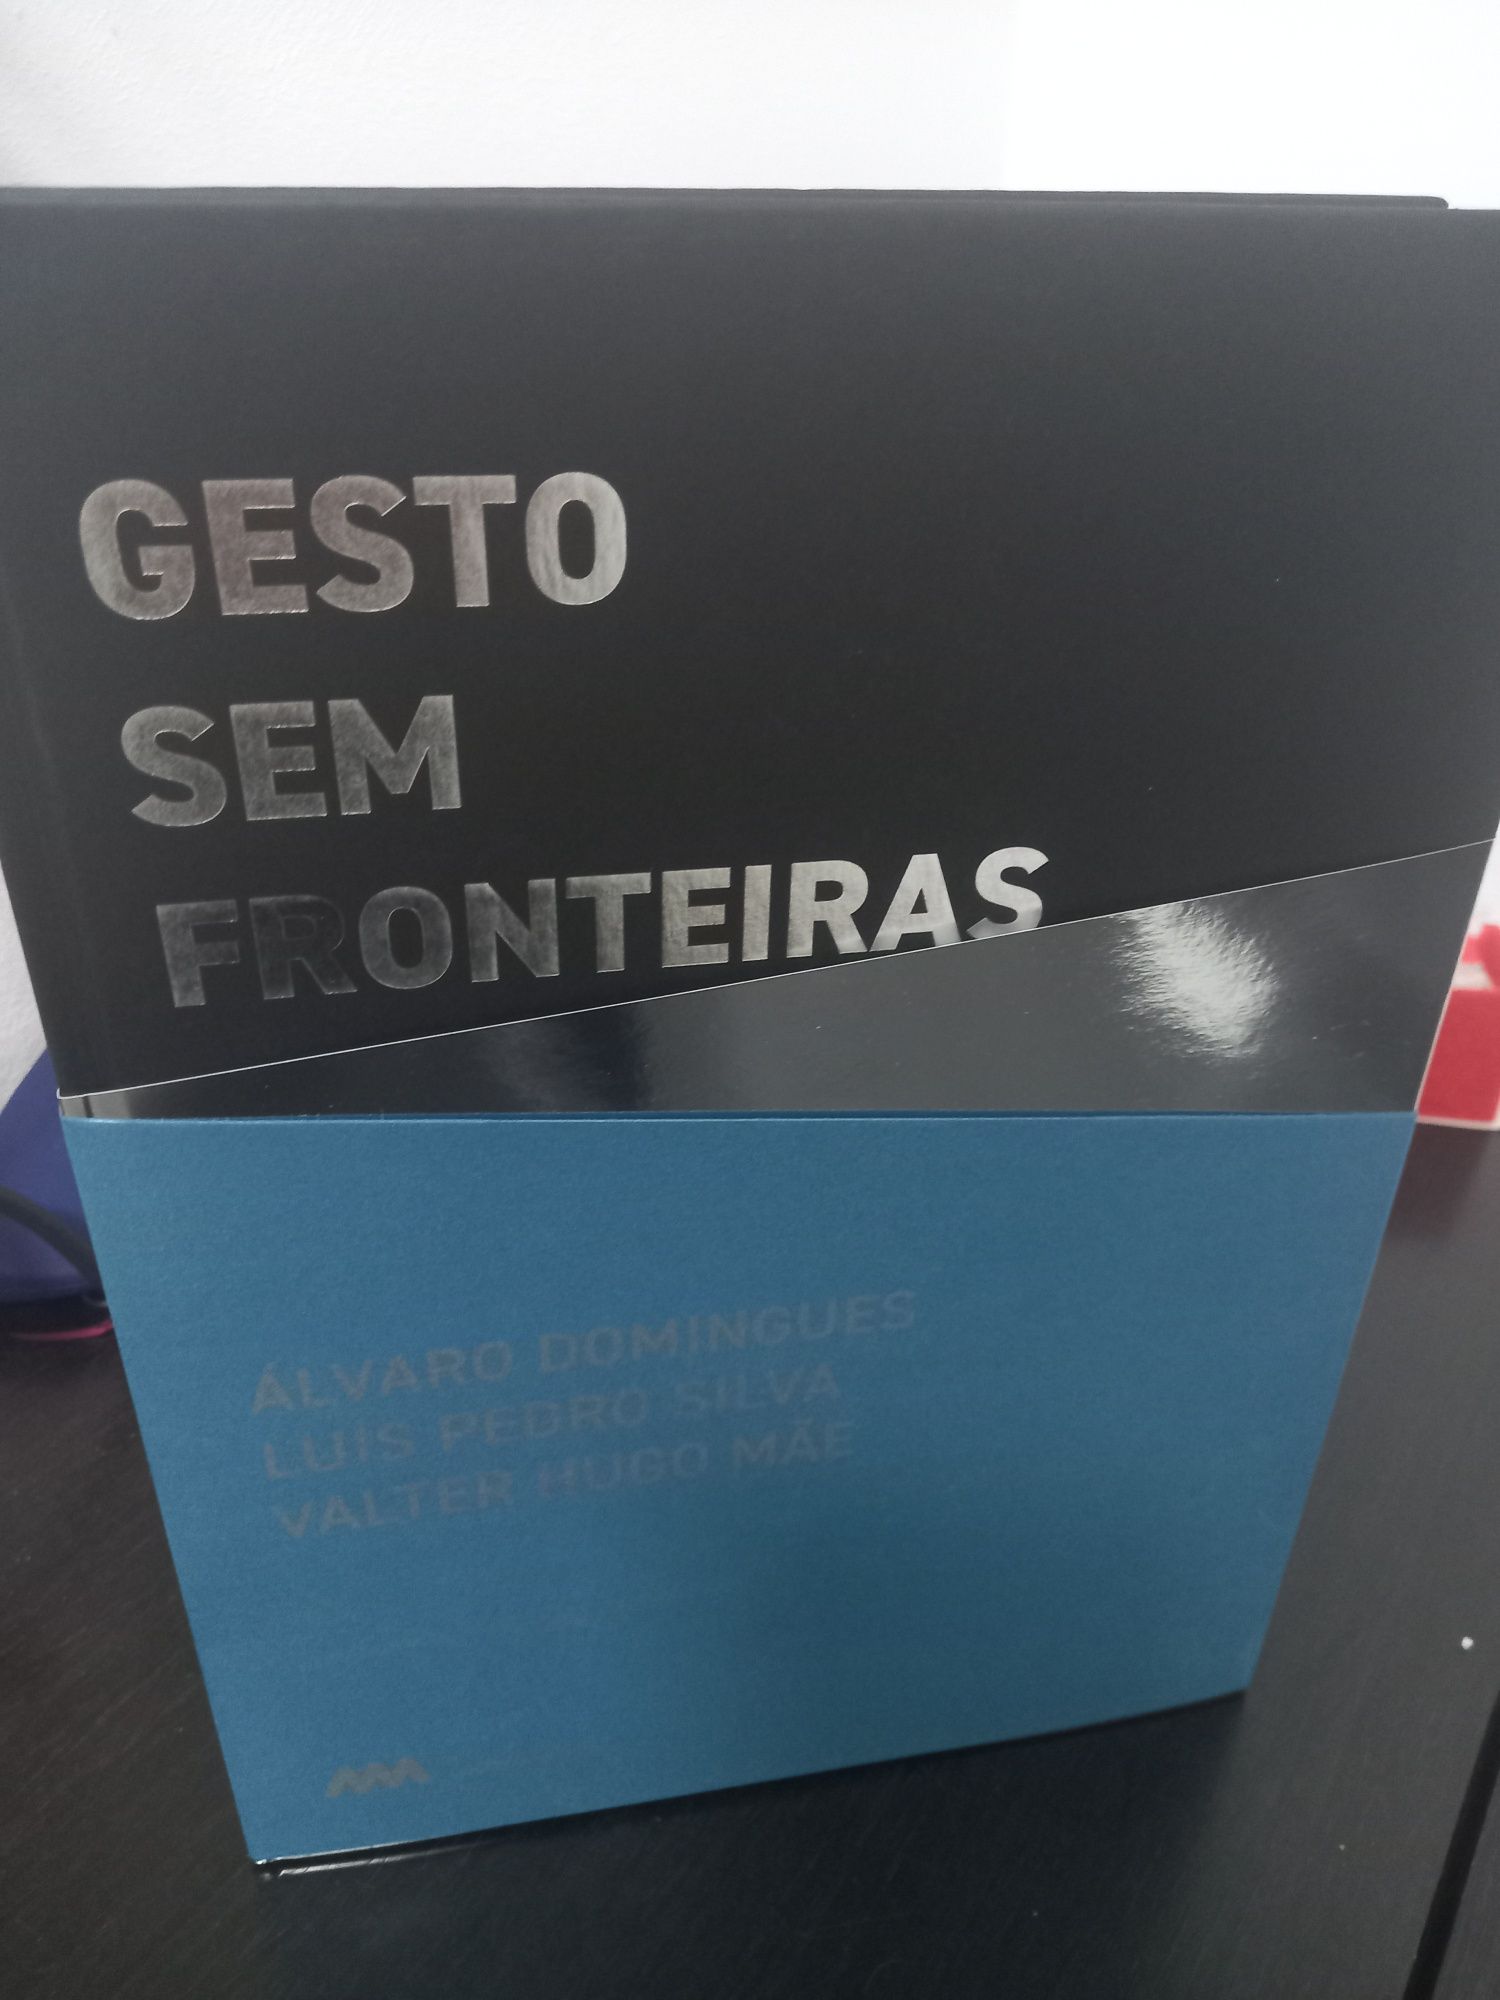 GESTO
SEM
FRONTEIRAS
ÁLVARO DOMINGUES
LUÍS PEDRO SILVA
VALTER HUGO MÃE